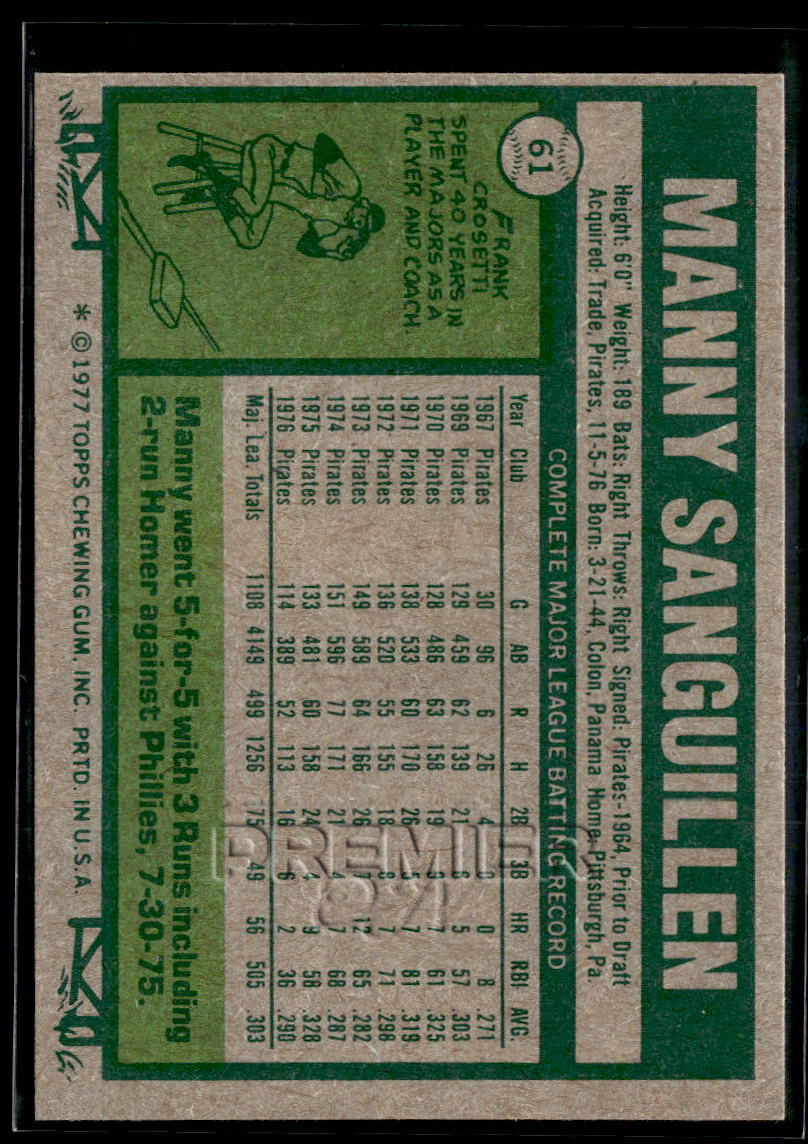 MANNY SANGUILLEN
61
Height: 6'0" Weight: 189 Bats: Right Throws: Right Signed: Pirates-1964, Prior to Draft
Acquired: Trade, Pirates, 11-5-76 Born: 3-21-44, Colon, Panama Home: Pittsburgh, Pa.
COMPLETE MAJOR LEAGUE BATTING RECORD
Year Club G AB R H 2B 3B HR RBI AVG.
1967 Pirates 30 96 6 26 4 0 0 8 .271
1969 Pirates 129 459 62 139 21 5 57 .303
1970 Pirates 128 486 63 158 19 7 61 .325
1971 Pirates 138 533 60 170 26 5 7 81 .319
1972 Pirates 136 520 55 155 18 8 7 71 .298
1973 Pirates 149 589 64 166 26 12 65 .282
1974 Pirates 151 596 77 171 21 4 7 68 .287
1975 Pirates 133 481 60 158 24 4 9 58 .328
1976 Pirates 114 389 52 113 16 6 2 36 .290
Maj. Lea. Totals 1108 4149 499 1256 175 49 56 505 .303
Manny went 5-for-5 with 3 Runs including
2-run Homer against Phillies, 7-30-75.
FRANK
CROSETTI
SPENT 40 YEARS IN
THE MAJORS AS A
PLAYER AND COACH.
* © 1977 TOPPS CHEWING GUM, INC. PRTD. IN U.S.A.
PREMIER